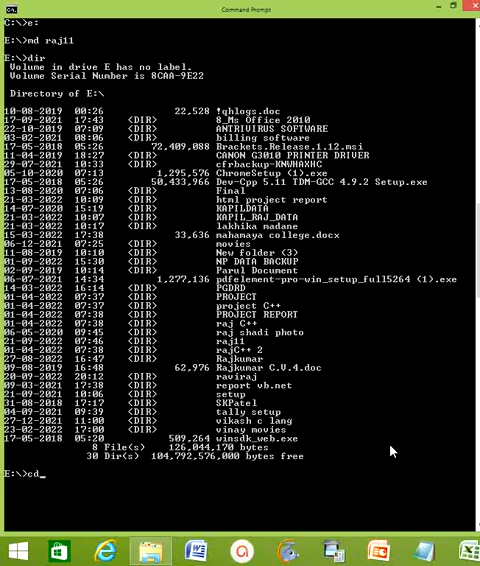 Command Prompt
C:\>e:
E:\>md raj11
E:\>dir
Volume in drive E has no label.
Volume Serial Number is 8CAA-9E22
Directory of E:\
10-08-2019 00:26 22,528 !qhlogs.doc
17-09-2021 17:43 <DIR> 8_Ms Office 2010
22-10-2019 07:09 <DIR> ANTIVIRUS SOFTWARE
03-02-2021 08:06 <DIR> billing software
17-05-2018 05:26 72,409,088 Brackets.Release.1.12.msi
11-04-2019 18:27 <DIR> CANON G3010 PRINTER DRIVER
29-07-2021 10:33 <DIR> cfrbackup-KNWHAXHC
05-10-2020 07:13 1,295,576 ChromeSetup (1).exe
17-05-2018 05:26 50,433,966 Dev-Cpp 5.11 TDM-GCC 4.9.2 Setup.exe
13-08-2020 07:06 <DIR> Final
21-03-2022 10:09 <DIR> html project report
14-07-2020 15:19 <DIR> KAPILDATA
21-03-2022 10:07 <DIR> KAPIL_RAJ_DATA
21-03-2022 10:17 <DIR> lakhika madane
15-03-2022 17:38 33,636 mahamaya college.docx
06-12-2021 07:25 <DIR> movies
11-08-2019 10:10 <DIR> New folder (3)
01-09-2022 15:30 <DIR> NP DATA BACKUP
02-09-2019 10:14 <DIR> Parul Document
06-07-2021 14:34 1,277,136 pdfelement-pro-win_setup_full5264 (1).exe
14-03-2022 16:14 <DIR> PGDRD
01-04-2022 07:37 <DIR> PROJECT
01-04-2022 07:37 <DIR> project C++
01-04-2022 07:38 <DIR> PROJECT REPORT
01-04-2022 07:38 <DIR> raj C++
06-05-2020 09:45 <DIR> raj shadi photo
21-09-2022 07:46 <DIR> raj11
01-04-2022 07:38 <DIR> rajC++ 2
27-08-2022 16:47 <DIR> Rajkumar
08-09-2019 16:48 62,976 Rajkumar C.V.4.doc
20-09-2022 20:12 <DIR> raviraj
09-03-2021 17:38 <DIR> report vb.net
21-09-2021 10:06 <DIR> setup
31-08-2018 17:17 <DIR> SKPatel
04-09-2021 09:39 <DIR> tally setup
27-12-2021 11:00 <DIR> vikash c lang
23-02-2022 17:00 <DIR> vinay movies
17-05-2018 05:20 509,264 winsdk_web.exe
8 File(s) 126,044,170 bytes
30 Dir(s) 104,792,576,000 bytes free
E:\>cd_